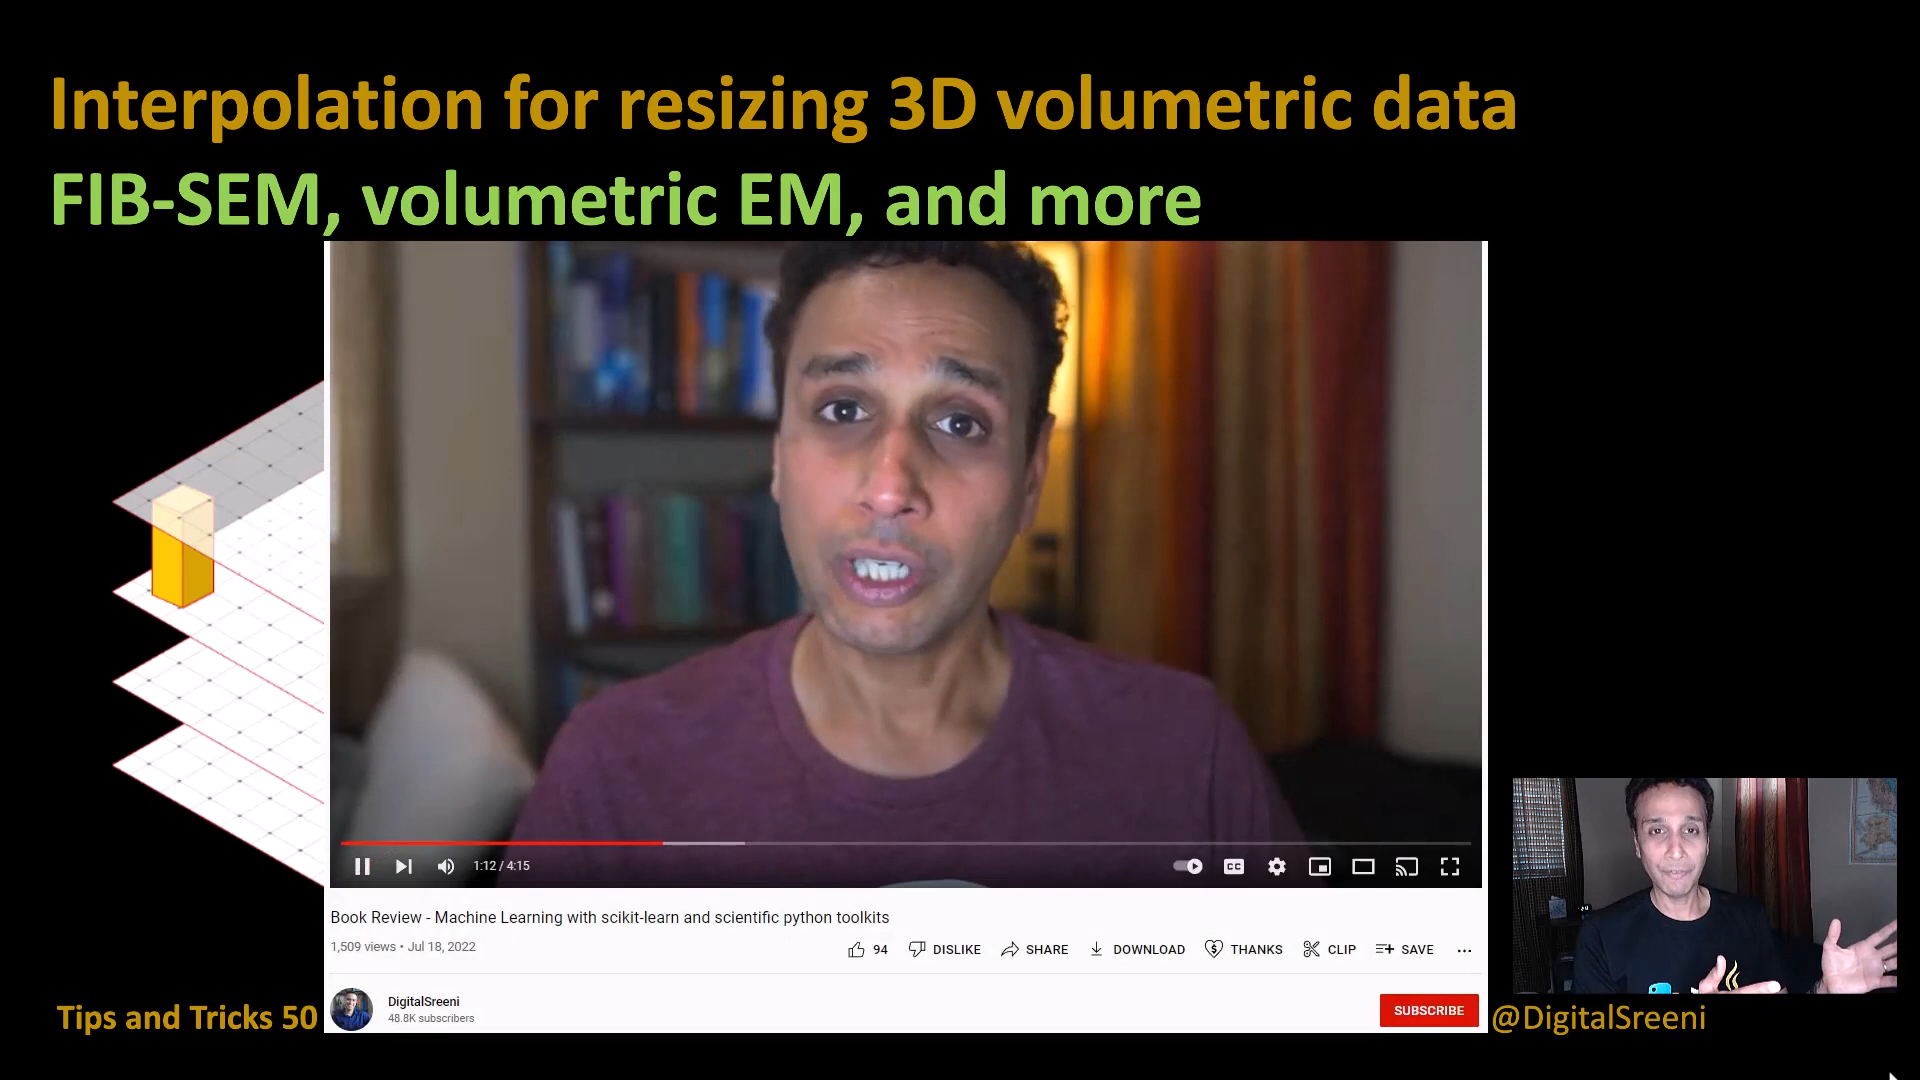 Interpolation for resizing 3D volumetric data
FIB-SEM, volumetric EM, and more
1:12 / 4:15
CC
Book Review - Machine Learning with scikit-learn and scientific python toolkits
1,509 views • Jul 18, 2022
94 DISLIKE SHARE DOWNLOAD THANKS CLIP SAVE ...
DigitalSreeni
48.8K subscribers
SUBSCRIBE
Tips and Tricks 50
@DigitalSreeni